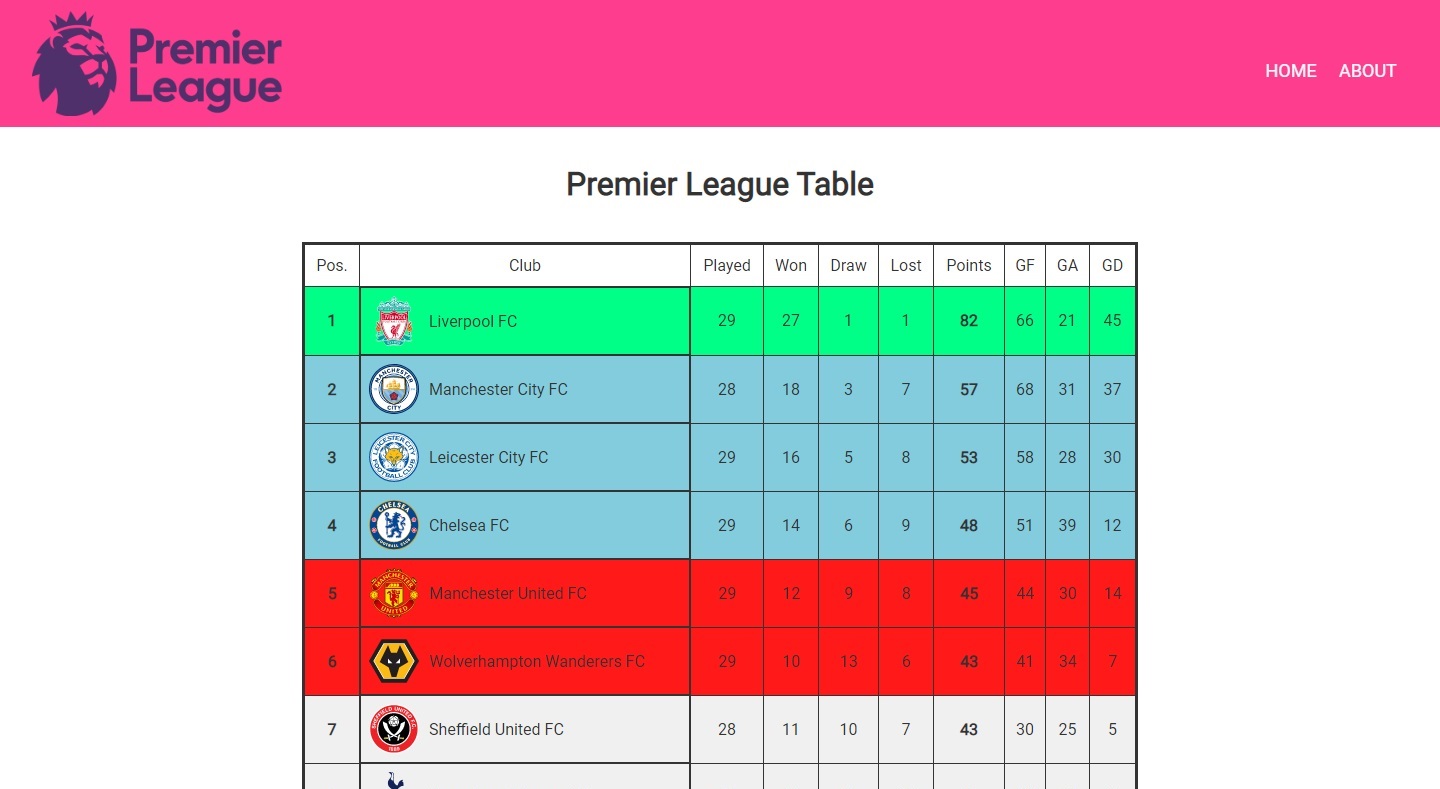 Premier
League
HOME ABOUT
Premier League Table
Pos. Club Played Won Draw Lost Points GF GA GD
1 Liverpool FC 29 27 1 1 82 66 21 45
2 Manchester City FC 28 18 3 7 57 68 31 37
3 Leicester City FC 29 16 5 8 53 58 28 30
4 Chelsea FC 29 14 6 9 48 51 39 12
5 Manchester United FC 29 12 9 8 45 44 30 14
6 Wolverhampton Wanderers FC 29 10 13 6 43 41 34 7
7 Sheffield United FC 28 11 10 7 43 30 25 5